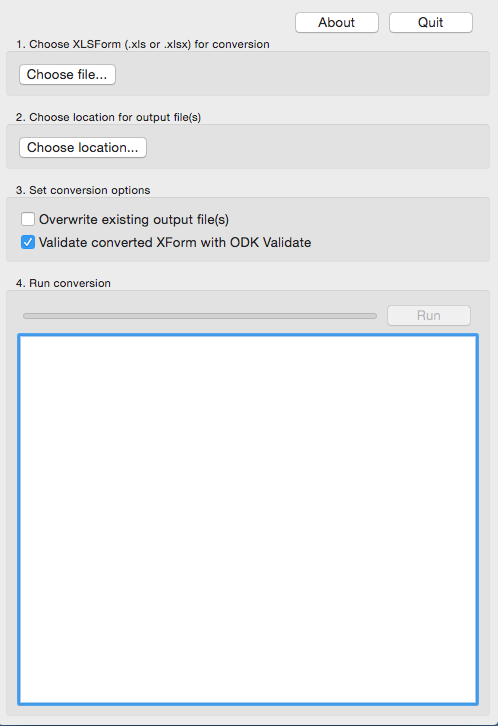 About
Quit
1. Choose XLSForm (.xls or .xlsx) for conversion
Choose file...
2. Choose location for output file(s)
Choose location...
3. Set conversion options
Overwrite existing output file(s)
Validate converted XForm with ODK Validate
4. Run conversion
Run